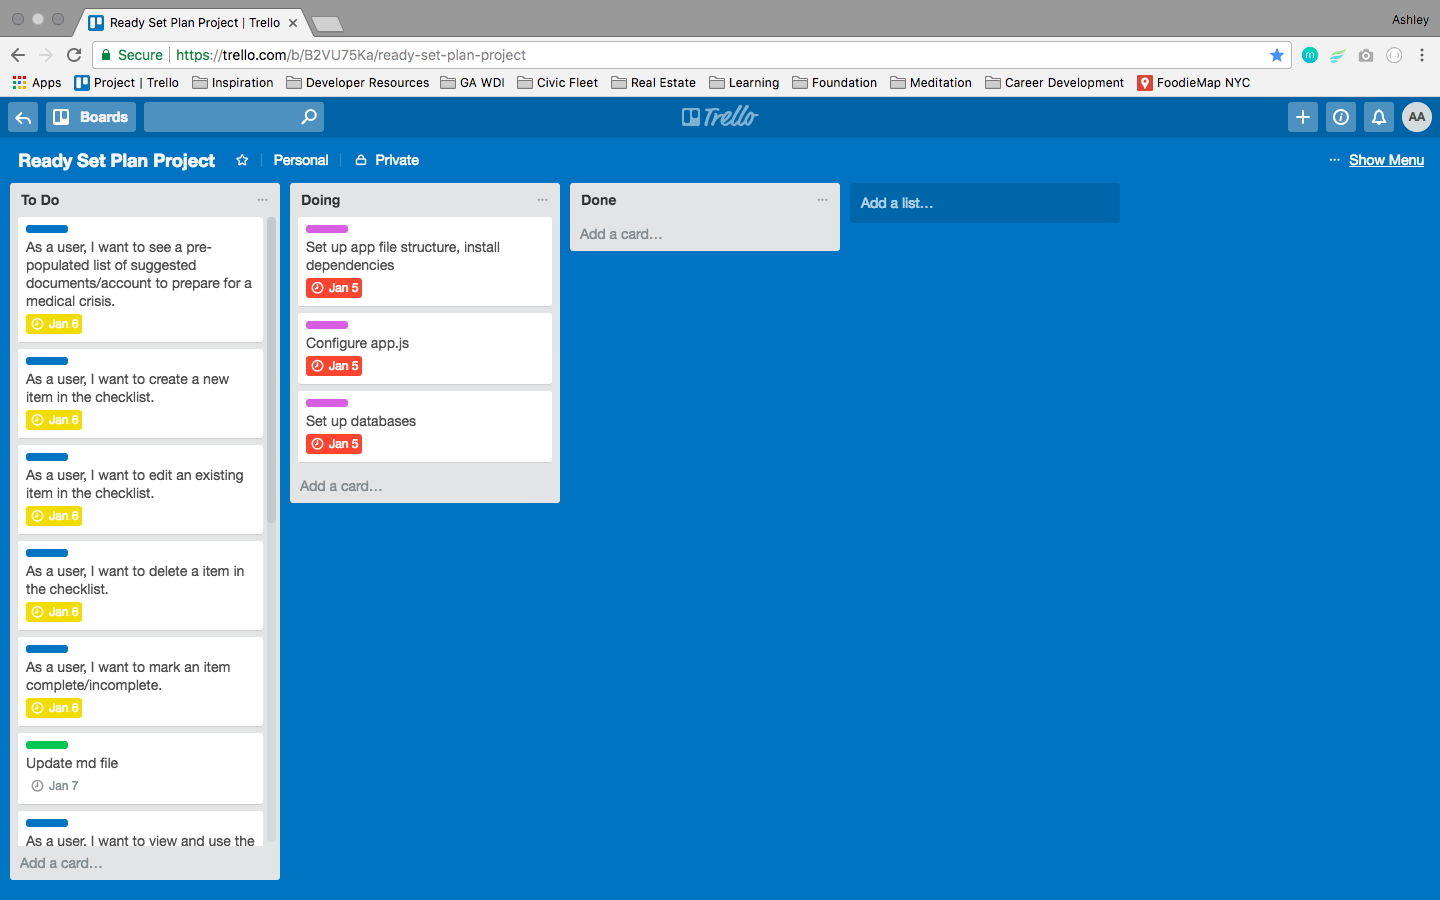 Ready Set Plan Project | Trello
Ashley
Secure
https://trello.com/b/B2VU75Ka/ready-set-plan-project
Apps
Project | Trello
Inspiration
Developer Resources
GA WDI
Civic Fleet
Real Estate
Learning
Foundation
Meditation
Career Development
FoodieMap NYC
Boards
Trello
AA
Ready Set Plan Project
Personal
Private
... Show Menu
To Do
As a user, I want to see a pre-
populated list of suggested
documents/account to prepare for a
medical crisis.
Jan 6
As a user, I want to create a new
item in the checklist.
Jan 6
As a user, I want to edit an existing
item in the checklist.
Jan 6
As a user, I want to delete a item in
the checklist.
Jan 6
As a user, I want to mark an item
complete/incomplete.
Jan 6
Update md file
Jan 7
As a user, I want to view and use the
Add a card...
Doing
Set up app file structure, install
dependencies
Jan 5
Configure app.js
Jan 5
Set up databases
Jan 5
Add a card...
Done
Add a card...
Add a list...